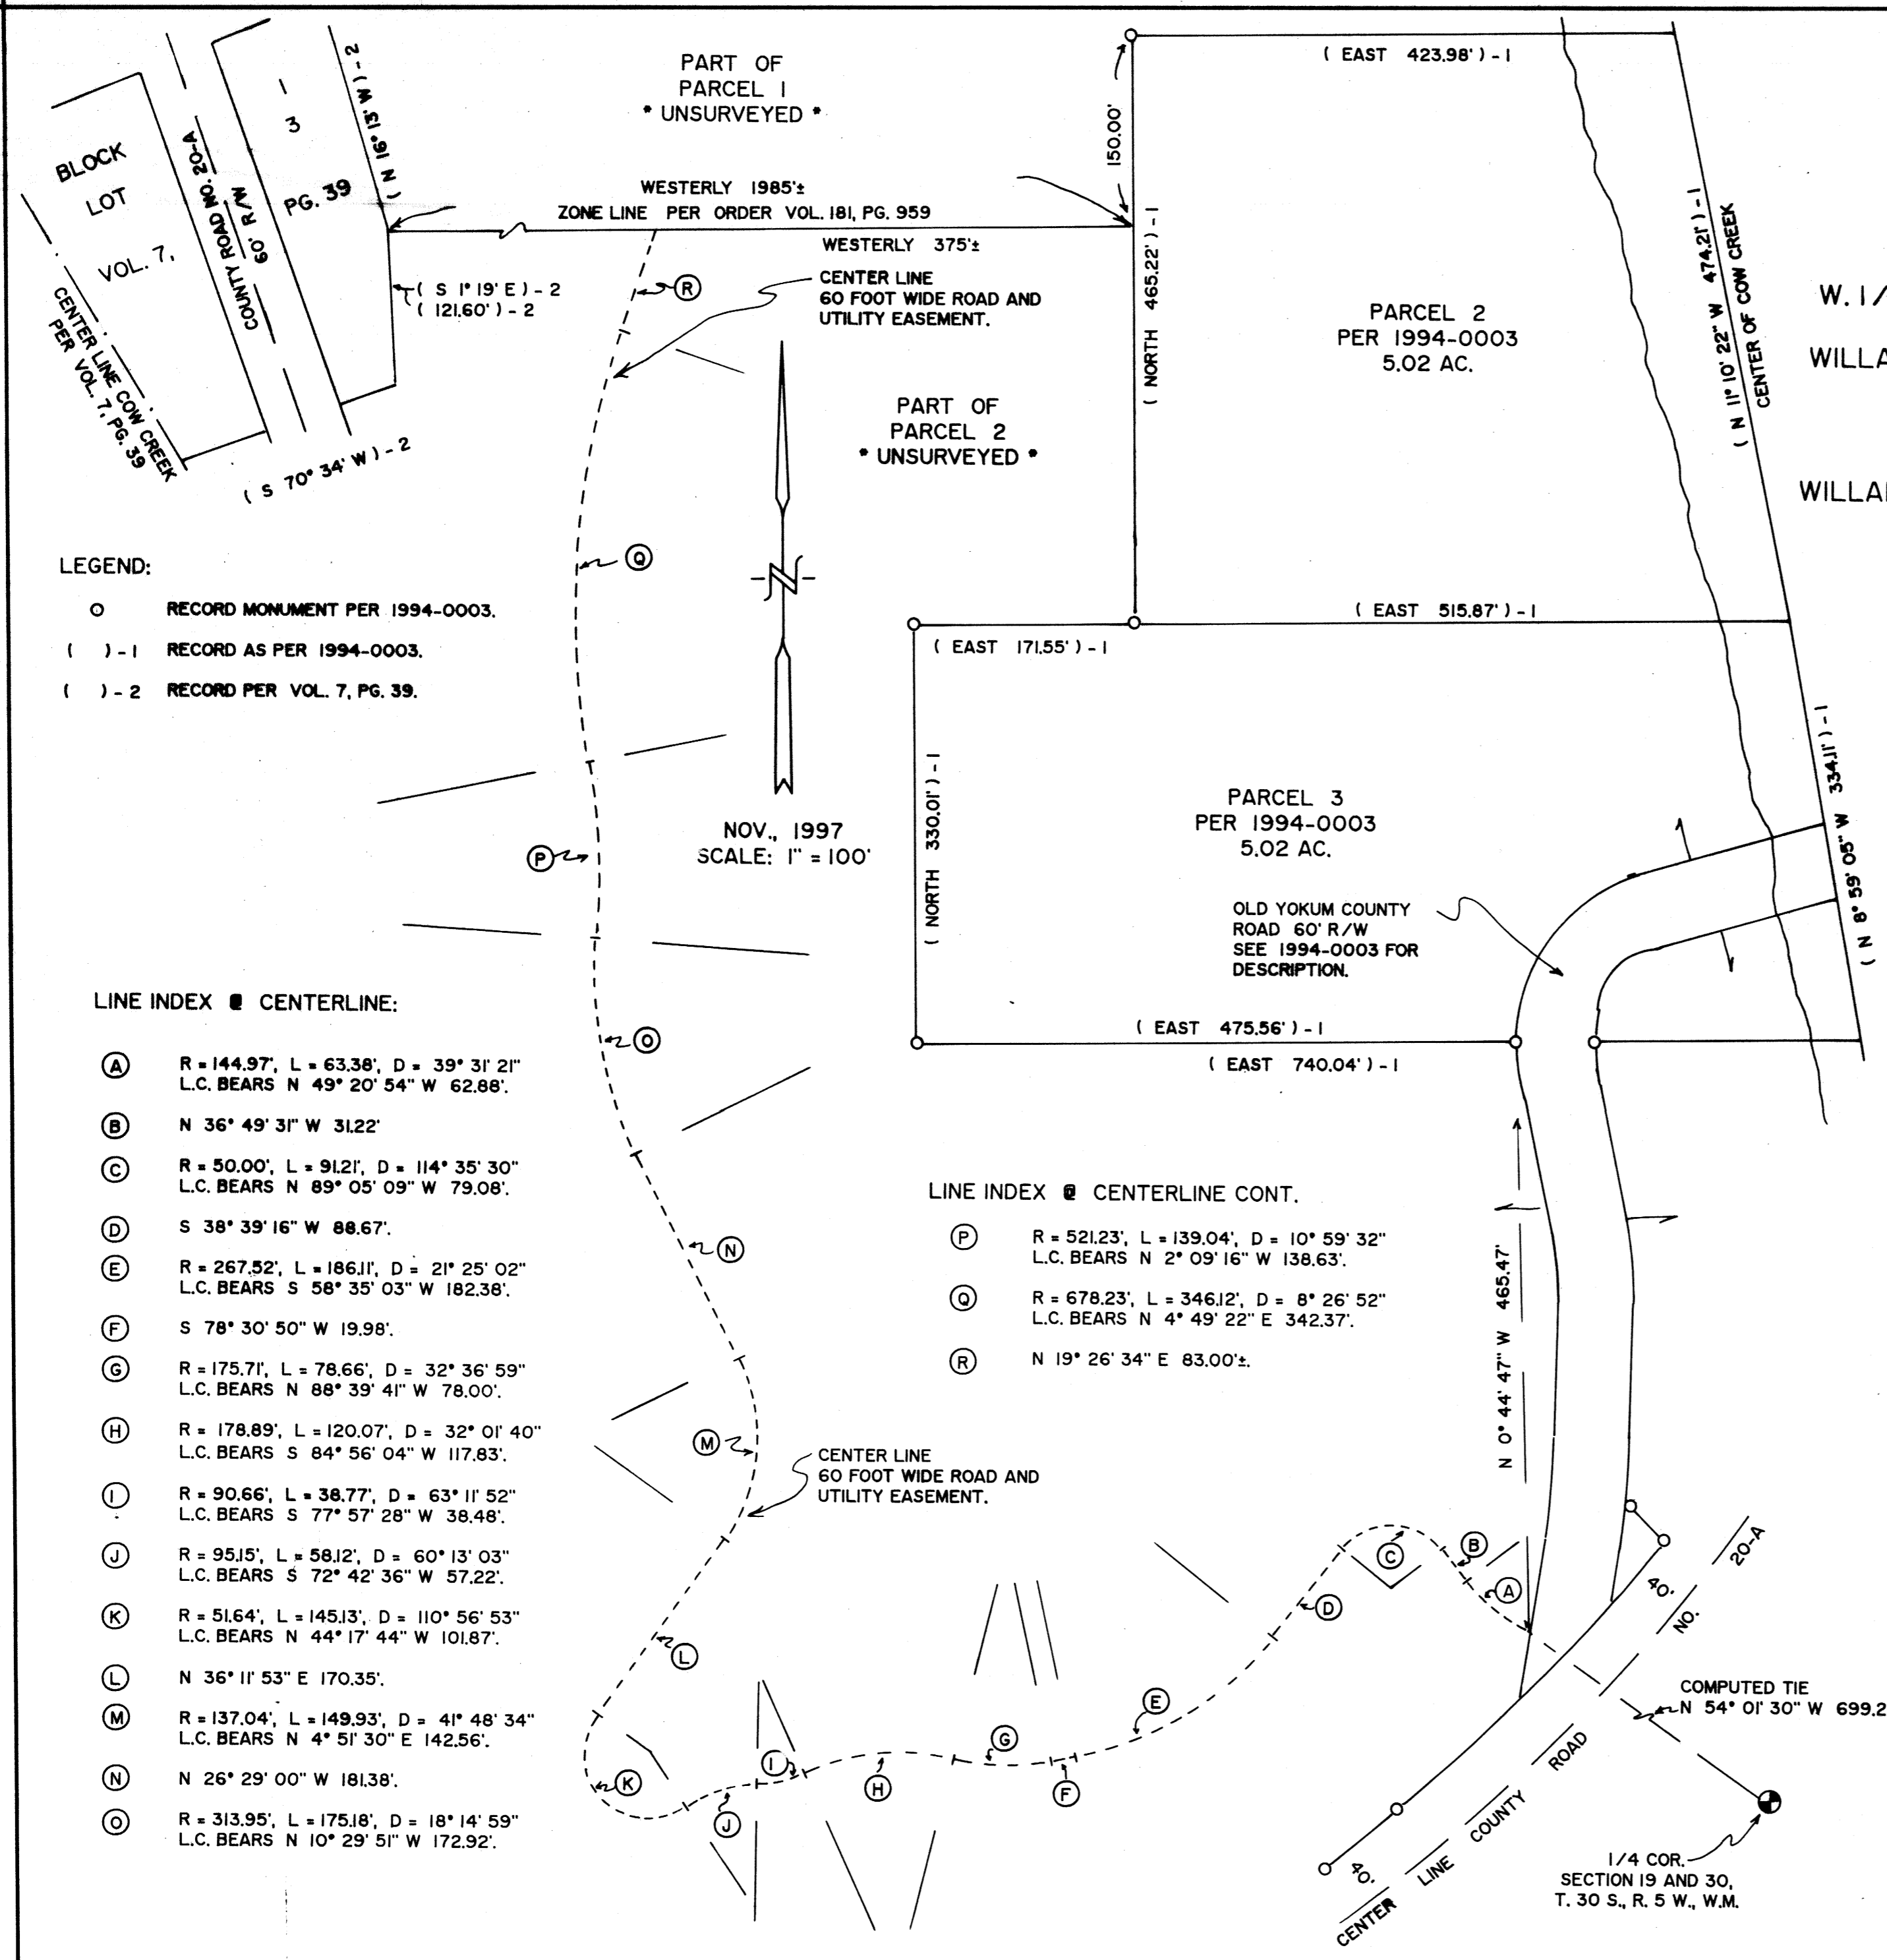 BLOCK
LOT
VOL. 7,
1
3
PG. 39
COUNTY ROAD NO. 20-A
60' R/W
CENTER LINE COW CREEK
PER VOL. 7, PG. 39
( N 16° 13' W ) - 2
( S 70° 34' W ) - 2
( S 1° 19' E ) - 2
( 121.60' ) - 2
PART OF
PARCEL 1
* UNSURVEYED *
WESTERLY 1985'±
ZONE LINE PER ORDER VOL. 181, PG. 959
WESTERLY 375'±
CENTER LINE
60 FOOT WIDE ROAD AND
UTILITY EASEMENT.
R
PART OF
PARCEL 2
* UNSURVEYED *
( EAST 423.98' ) - 1
150.00'
( NORTH 465.22' ) - 1
PARCEL 2
PER 1994-0003
5.02 AC.
( N 11° 10' 22" W 474.21' ) - 1
CENTER OF COW CREEK
W. 1/
WILLA
WILLA
LEGEND:
RECORD MONUMENT PER 1994-0003.
( ) - 1 RECORD AS PER 1994-0003.
( ) - 2 RECORD PER VOL. 7, PG. 39.
Q
N
( EAST 515.87' ) - 1
( EAST 171.55' ) - 1
NOV., 1997
SCALE: 1" = 100'
P
( NORTH 330.01' ) - 1
PARCEL 3
PER 1994-0003
5.02 AC.
( N 8° 59' 05" W 334.11' ) - 1
OLD YOKUM COUNTY
ROAD 60' R/W
SEE 1994-0003 FOR
DESCRIPTION.
( EAST 475.56' ) - 1
( EAST 740.04' ) - 1
O
N
M
L
K
J
I
H
G
F
E
D
C
B
A
LINE INDEX @ CENTERLINE:
A R = 144.97', L = 63.38', D = 39° 31' 21"
L.C. BEARS N 49° 20' 54" W 62.88'.
B N 36° 49' 31" W 31.22'
C R = 50.00', L = 91.21', D = 114° 35' 30"
L.C. BEARS N 89° 05' 09" W 79.08'.
D S 38° 39' 16" W 88.67'.
E R = 267.52', L = 186.11', D = 21° 25' 02"
L.C. BEARS S 58° 35' 03" W 182.38'.
F S 78° 30' 50" W 19.98'.
G R = 175.71', L = 78.66', D = 32° 36' 59"
L.C. BEARS N 88° 39' 41" W 78.00'.
H R = 178.89', L = 120.07', D = 32° 01' 40"
L.C. BEARS S 84° 56' 04" W 117.83'.
I R = 90.66', L = 38.77', D = 63° 11' 52"
L.C. BEARS S 77° 57' 28" W 38.48'.
J R = 95.15', L = 58.12', D = 60° 13' 03"
L.C. BEARS S 72° 42' 36" W 57.22'.
K R = 51.64', L = 145.13', D = 110° 56' 53"
L.C. BEARS N 44° 17' 44" W 101.87'.
L N 36° 11' 53" E 170.35'.
M R = 137.04', L = 149.93', D = 41° 48' 34"
L.C. BEARS N 4° 51' 30" E 142.56'.
N N 26° 29' 00" W 181.38'.
O R = 313.95', L = 175.18', D = 18° 14' 59"
L.C. BEARS N 10° 29' 51" W 172.92'.
LINE INDEX @ CENTERLINE CONT.
P R = 521.23', L = 139.04', D = 10° 59' 32"
L.C. BEARS N 2° 09' 16" W 138.63'.
Q R = 678.23', L = 346.12', D = 8° 26' 52"
L.C. BEARS N 4° 49' 22" E 342.37'.
R N 19° 26' 34" E 83.00'±.
N 0° 44' 47" W 465.47'
CENTER LINE
60 FOOT WIDE ROAD AND
UTILITY EASEMENT.
40'
40'
CENTER LINE COUNTY ROAD NO. 20-A
COMPUTED TIE
N 54° 01' 30" W 699.2
1/4 COR.
SECTION 19 AND 30,
T. 30 S., R. 5 W., W.M.